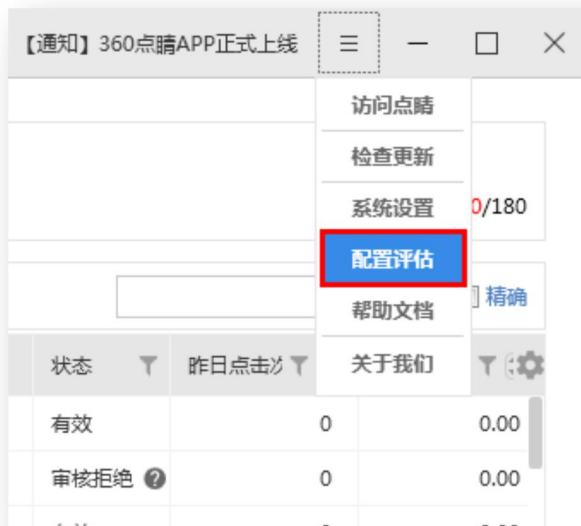 【通知】360点睛APP正式上线
访问点睛
检查更新
系统设置
0/180
配置评估
精确
帮助文档
状态 昨日点击次
关于我们
有效 0 0.00
审核拒绝 0 0.00